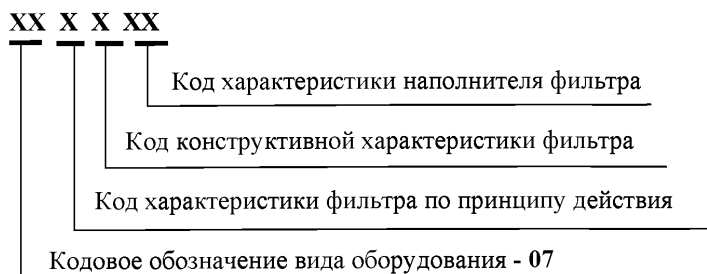 XX X X XX
Код характеристики наполнителя фильтра
Код конструктивной характеристики фильтра
Код характеристики фильтра по принципу действия
Кодовое обозначение вида оборудования - 07